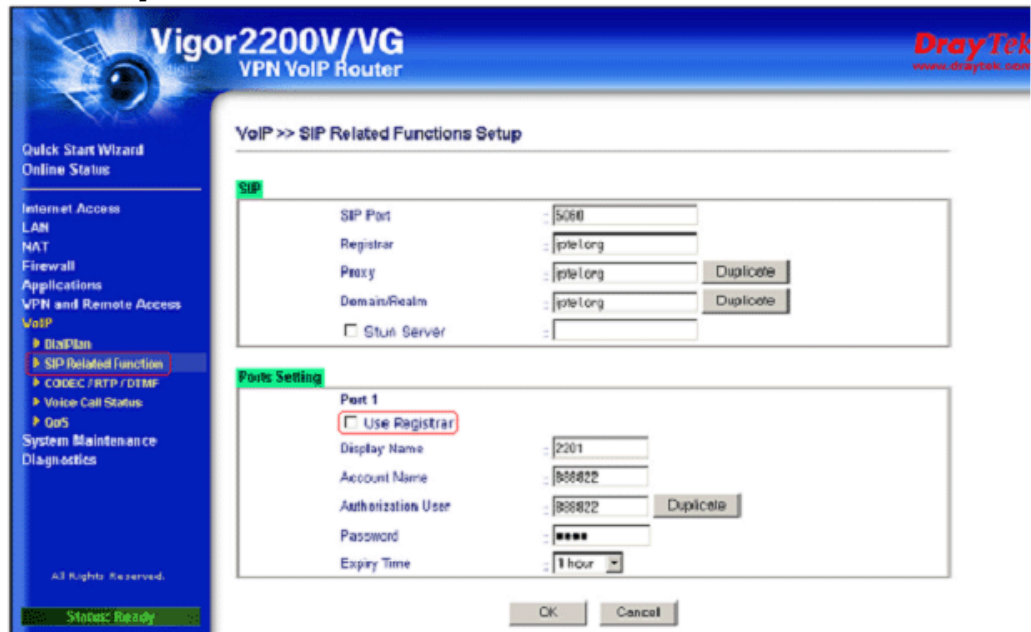 Vigor2200V/VG
VPN VoIP Router
DrayTek
www.draytek.com
Quick Start Wizard
Online Status
Internet Access
LAN
NAT
Firewall
Applications
VPN and Remote Access
VoIP
DialPlan
SIP Related Function
CODEC / RTP / DTMF
Voice Call Status
QoS
System Maintenance
Diagnostics
All Rights Reserved.
Status: Ready
VoIP >> SIP Related Functions Setup
SIP
SIP Port : 5060
Registrar : iptel.org
Proxy : iptel.org Duplicate
Domain/Realm : iptel.org Duplicate
Stun Server :
Ports Setting
Port 1
Use Registrar
Display Name : 2201
Account Name : 888822
Authorization User : 888822 Duplicate
Password :
Expiry Time : 1 hour
OK Cancel